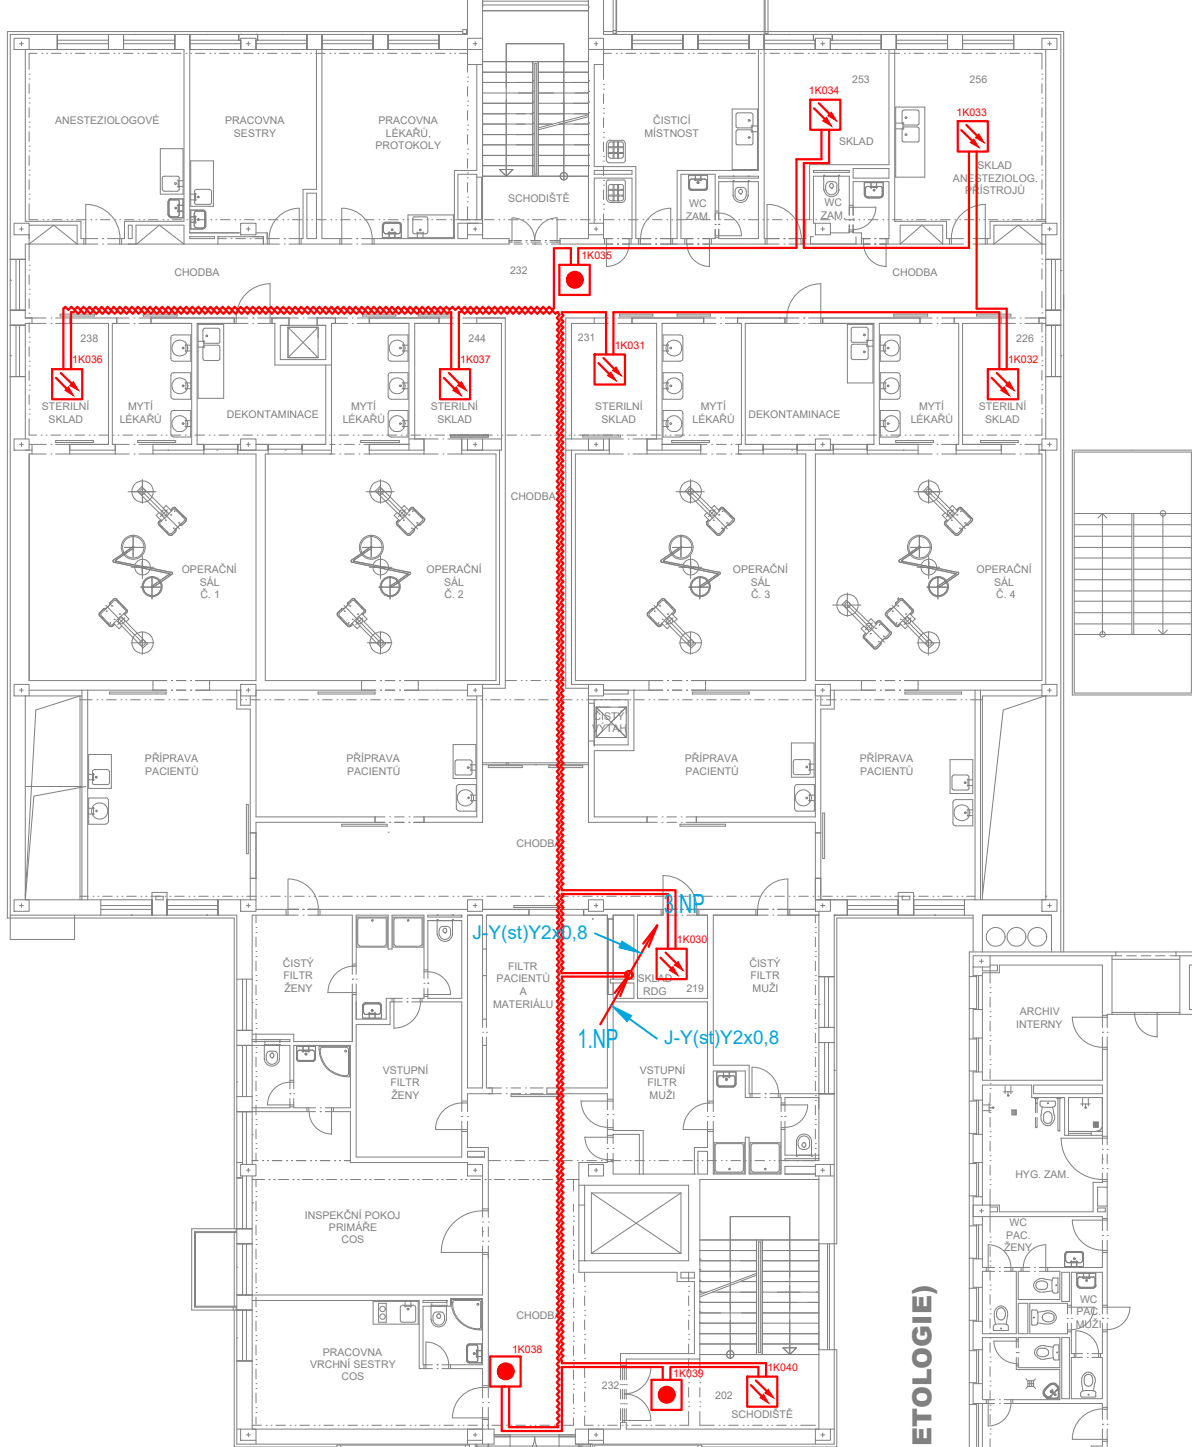 253
256
1K034
1K033
ANESTEZIOLOGOVÉ
PRACOVNA
SESTRY
PRACOVNA
LÉKAŘŮ,
PROTOKOLY
ČISTICÍ
MÍSTNOST
SKLAD
SKLAD
ANESTEZIOLOG.
PŘÍSTROJŮ
SCHODIŠTĚ
WC
ZAM.
WC
ZAM.
CHODBA
232
1K035
CHODBA
238
1K036
244
1K037
231
1K031
226
1K032
STERILNÍ
SKLAD
MYTÍ
LÉKAŘŮ
DEKONTAMINACE
MYTÍ
LÉKAŘŮ
STERILNÍ
SKLAD
STERILNÍ
SKLAD
MYTÍ
LÉKAŘŮ
DEKONTAMINACE
MYTÍ
LÉKAŘŮ
STERILNÍ
SKLAD
CHODBA
OPERAČNÍ
SÁL
Č. 1
OPERAČNÍ
SÁL
Č. 2
OPERAČNÍ
SÁL
Č. 3
OPERAČNÍ
SÁL
Č. 4
ČISTÝ
VÝTAH
PŘÍPRAVA
PACIENTŮ
PŘÍPRAVA
PACIENTŮ
PŘÍPRAVA
PACIENTŮ
PŘÍPRAVA
PACIENTŮ
CHODBA
3.NP
J-Y(st)Y2x0,8
1K030
ČISTÝ
FILTR
ŽENY
FILTR
PACIENTŮ
A
MATERIÁLU
SKLAD
RDG
219
ČISTÝ
FILTR
MUŽI
ARCHIV
INTERNY
1.NP
J-Y(st)Y2x0,8
VSTUPNÍ
FILTR
ŽENY
VSTUPNÍ
FILTR
MUŽI
HYG. ZAM.
INSPEKČNÍ POKOJ
PRIMÁŘE
COS
WC
PAC.
ŽENY
WC
PAC.
MUŽI
CHODBA
PRACOVNA
VRCHNÍ SESTRY
COS
1K038
232
1K039
1K040
202
SCHODIŠTĚ
ETOLOGIE)